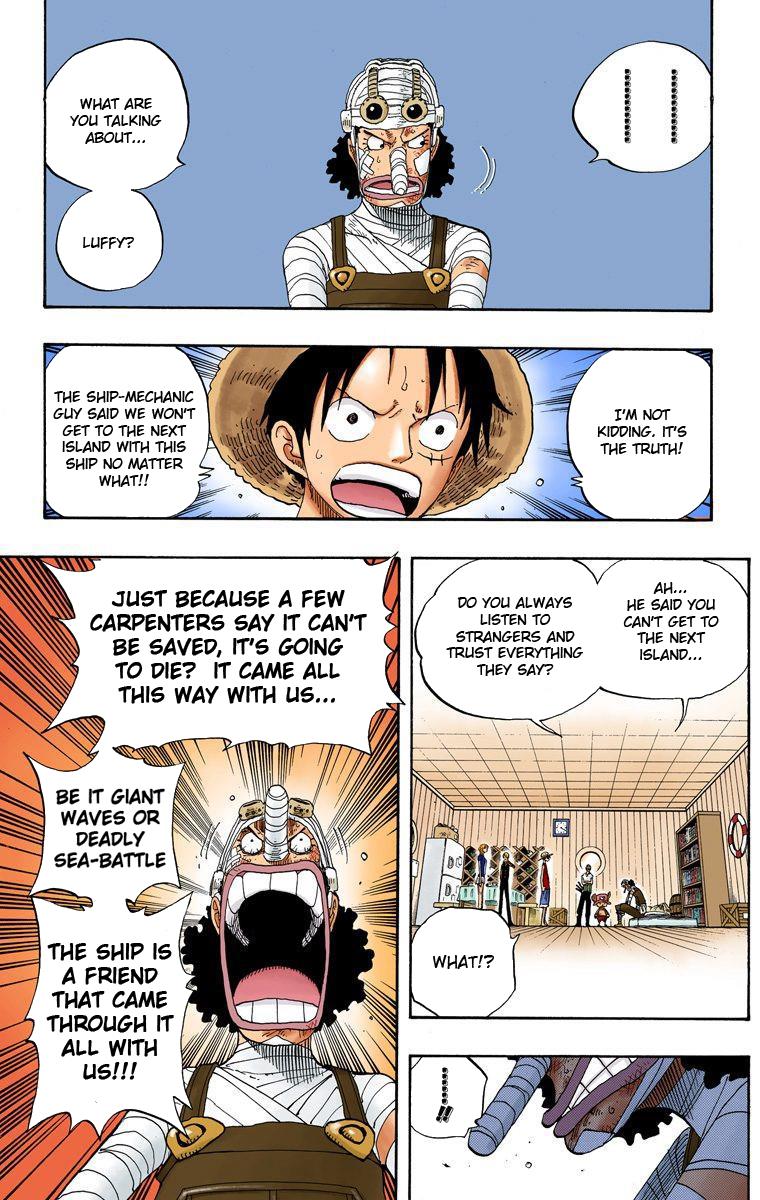 WHAT ARE
YOU TALKING
ABOUT...
LUFFY?
I'M NOT
KIDDING. IT'S
THE TRUTH!
THE SHIP-MECHANIC
GUY SAID WE WON'T
GET TO THE NEXT
ISLAND WITH THIS
SHIP NO MATTER
WHAT!!
AH...
HE SAID YOU
CAN'T GET TO
THE NEXT
ISLAND...
DO YOU ALWAYS
LISTEN TO
STRANGERS AND
TRUST EVERYTHING
THEY SAY?
WHAT!?
JUST BECAUSE A FEW
CARPENTERS SAY IT CAN'T
BE SAVED, IT'S GOING
TO DIE? IT CAME ALL
THIS WAY WITH US...
BE IT GIANT
WAVES OR
DEADLY
SEA-BATTLE
THE SHIP IS
A FRIEND
THAT CAME
THROUGH IT
ALL WITH
US!!!